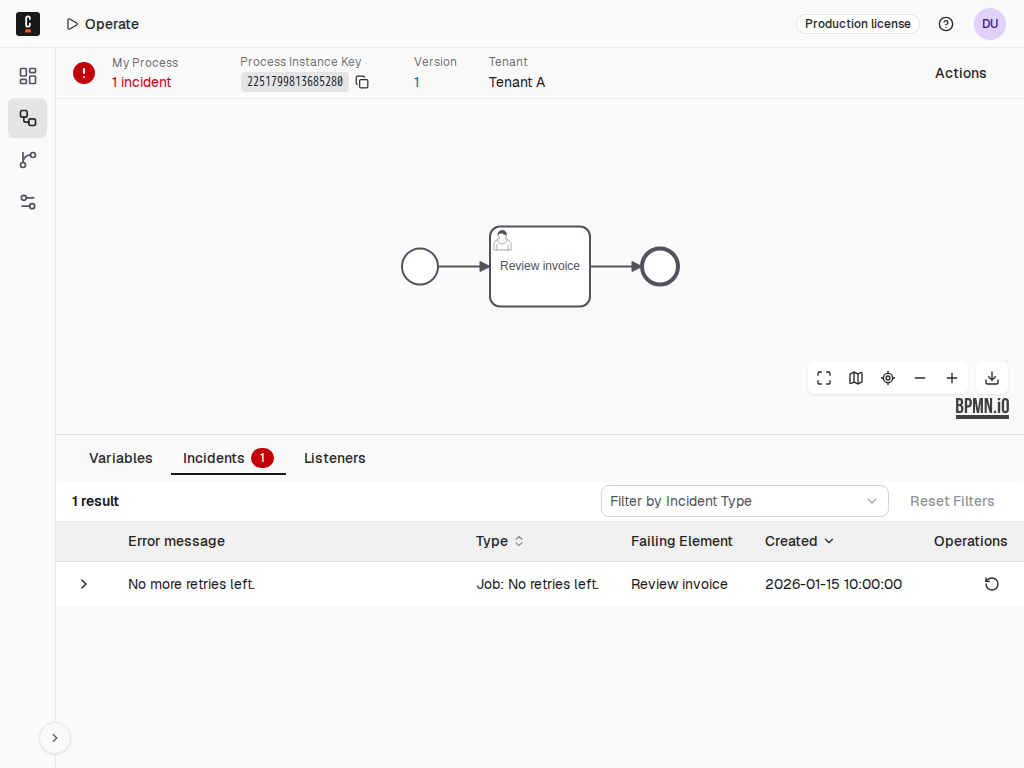 Operate
Production license
DU
My Process
1 incident
Process Instance Key
2251799813685280
Version
1
Tenant
Tenant A
Actions
Review invoice
BPMN.iO
Variables
Incidents 1
Listeners
1 result
Filter by Incident Type
Reset Filters
Error message
Type
Failing Element
Created
Operations
No more retries left.
Job: No retries left.
Review invoice
2026-01-15 10:00:00